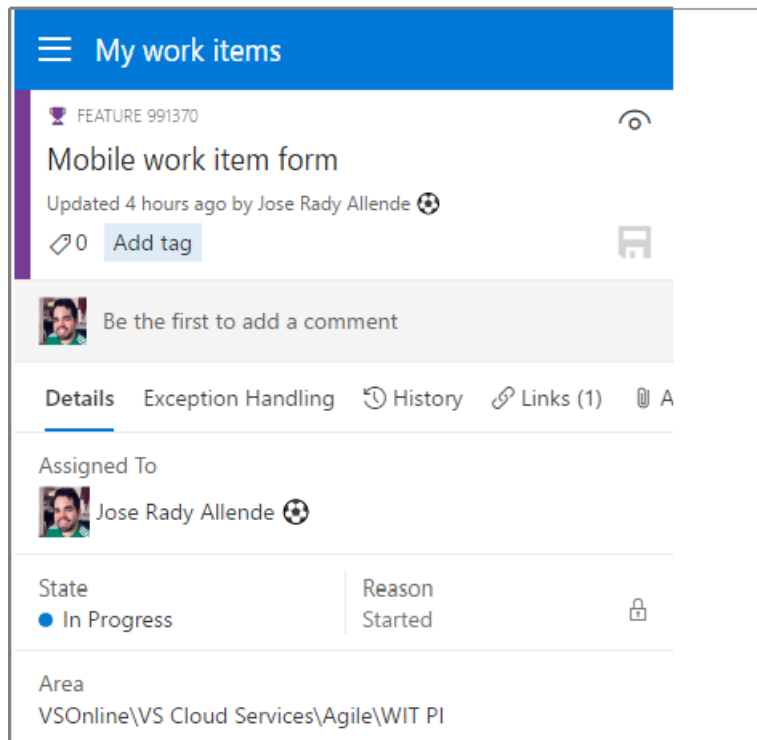 My work items
FEATURE 991370
Mobile work item form
Updated 4 hours ago by Jose Rady Allende ⚽
0 Add tag
Be the first to add a comment
Details Exception Handling History Links (1) A
Assigned To
Jose Rady Allende ⚽
State Reason
In Progress Started
Area
VSOnline\VS Cloud Services\Agile\WIT PI